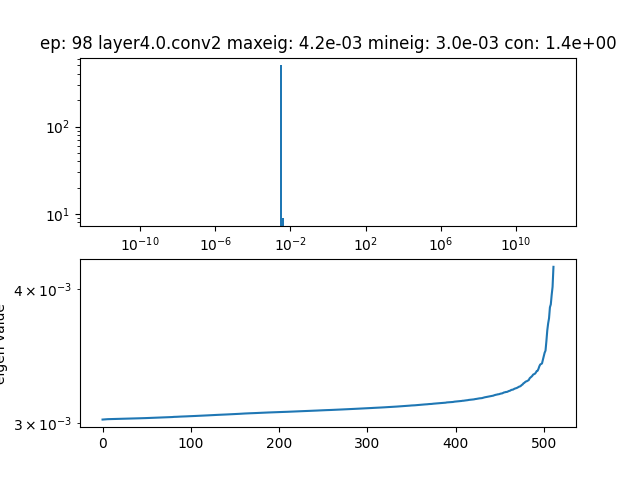 ep: 98 layer4.0.conv2 maxeig: 4.2e-03 mineig: 3.0e-03 con: 1.4e+00
10²
10¹
10⁻¹⁰ 10⁻⁶ 10⁻² 10² 10⁶ 10¹⁰
4 × 10⁻³
eigen value
3 × 10⁻³
0 100 200 300 400 500